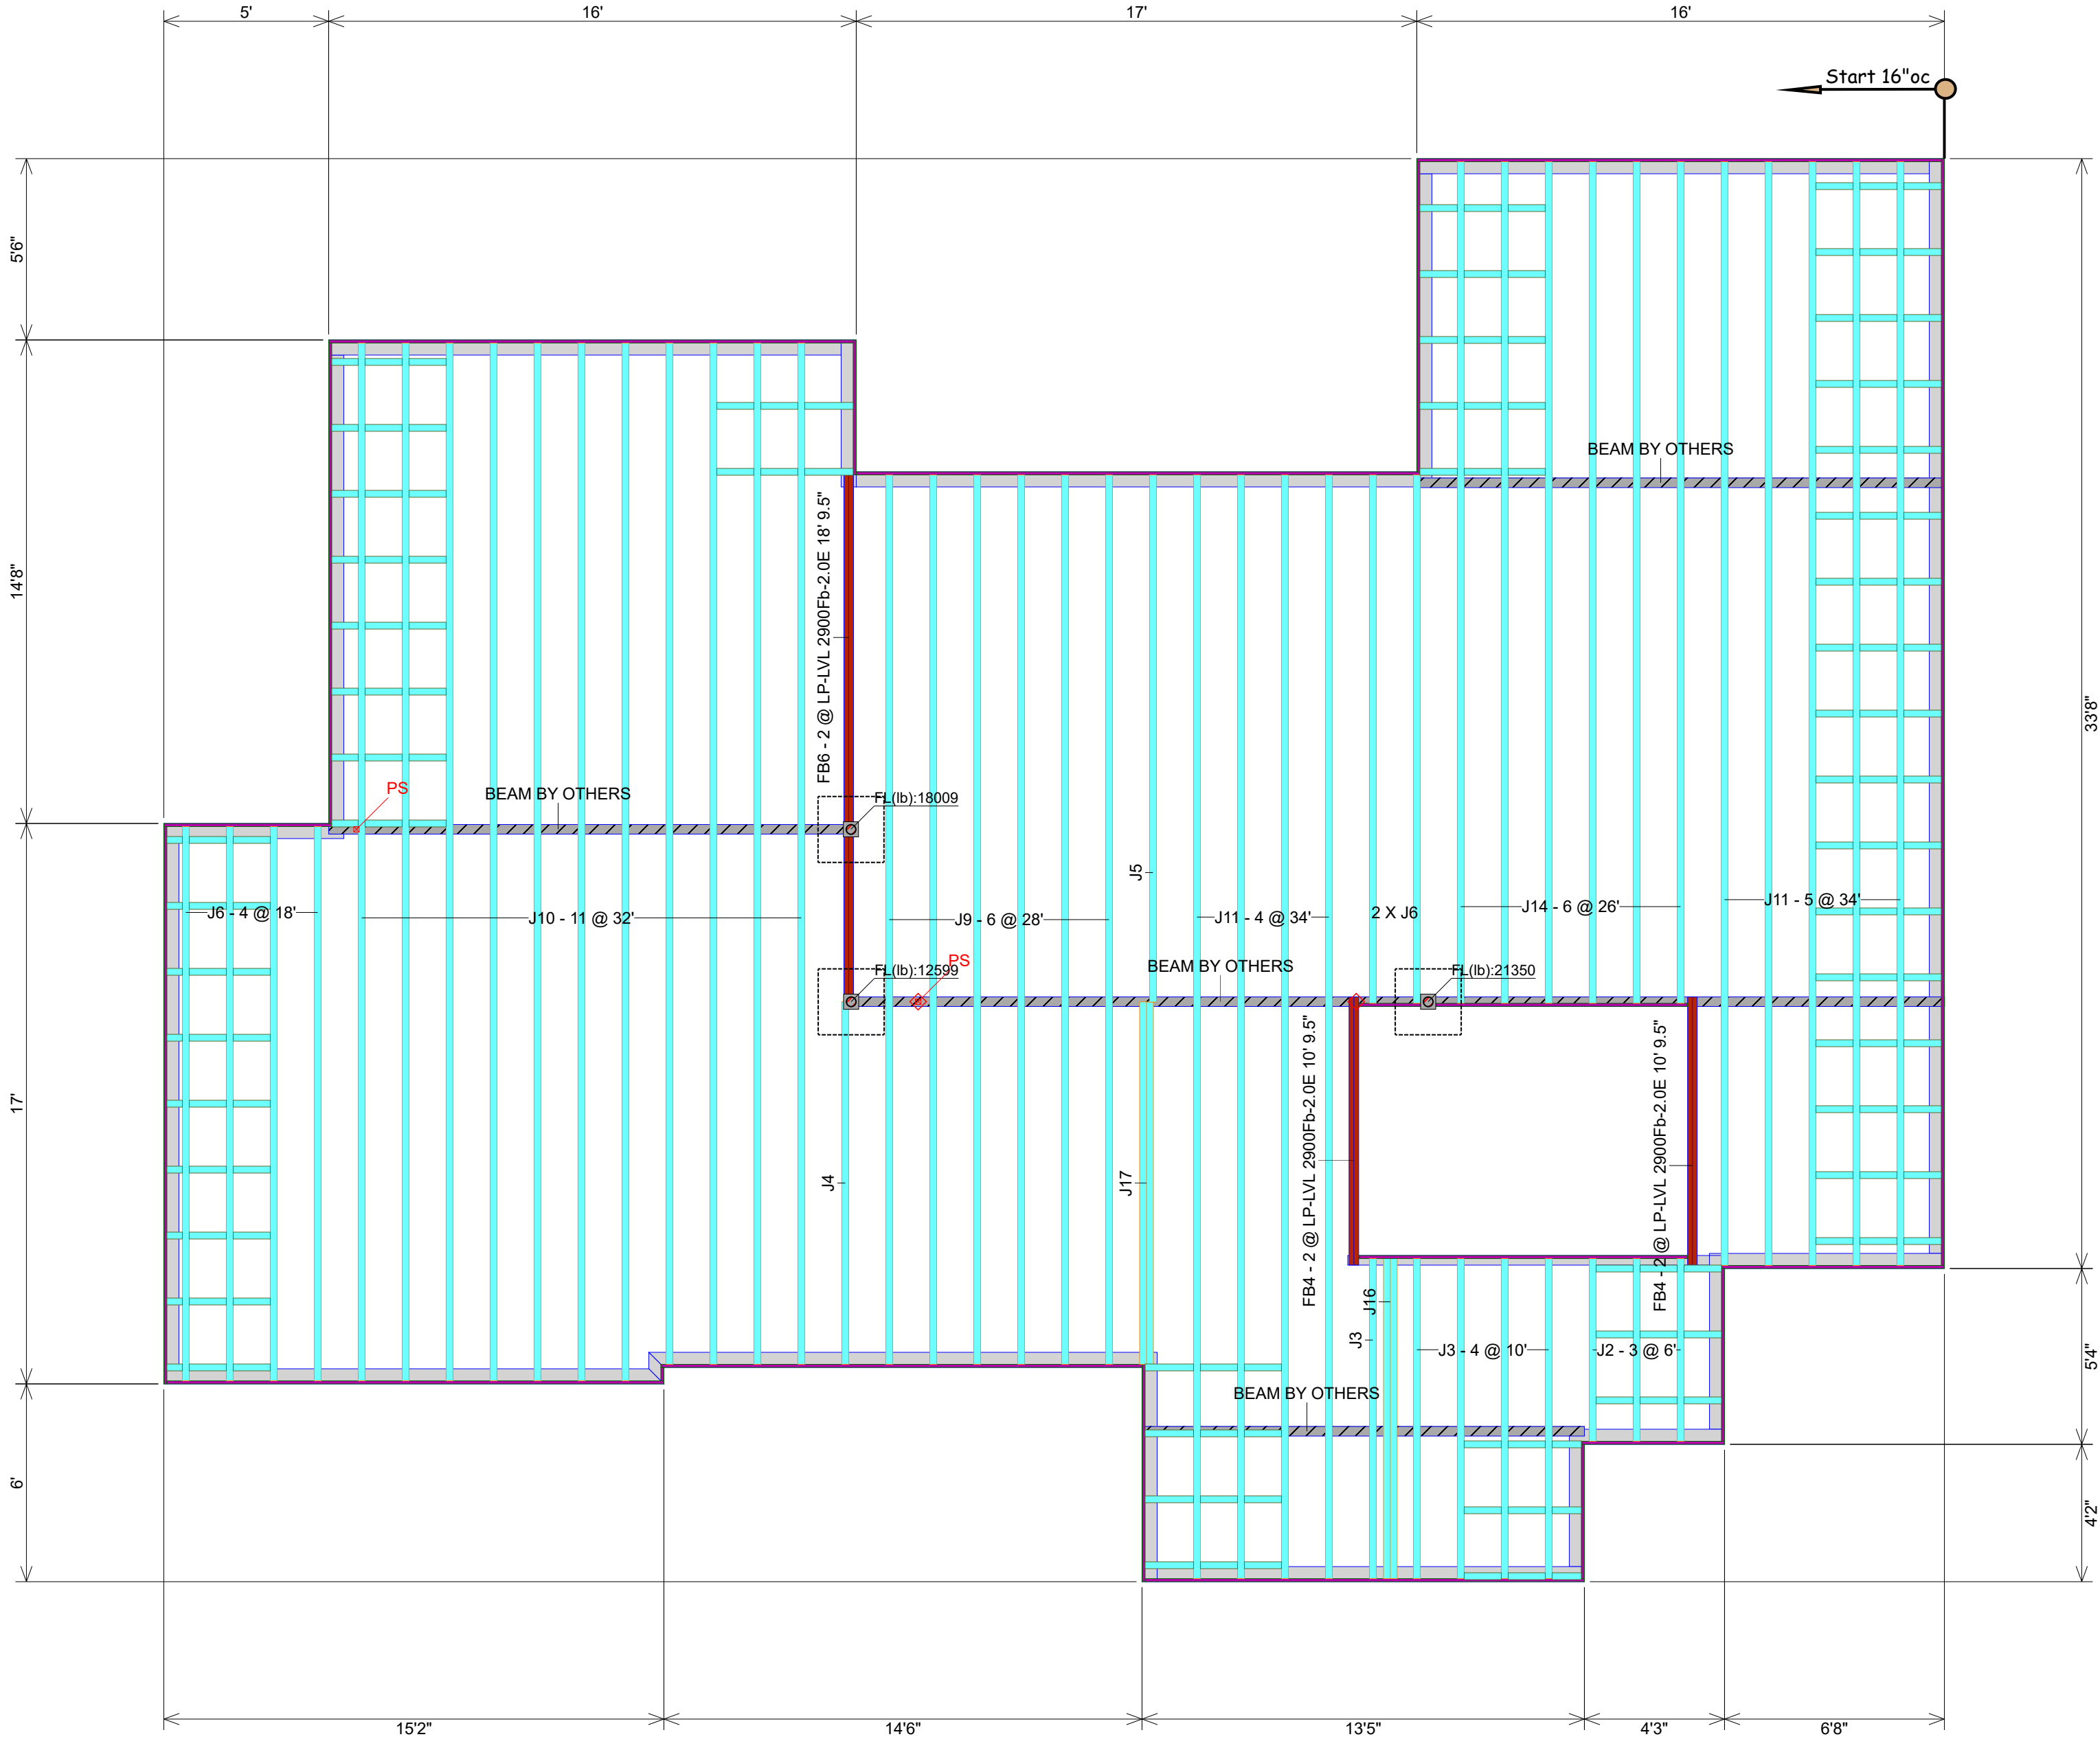 5'
16'
17'
16'
Start 16"oc
5'6"
14'8"
17'
6'
33'8"
5'4"
4'2"
BEAM BY OTHERS
FB6 - 2 @ LP-LVL 2900Fb-2.0E 18' 9.5"
PS
BEAM BY OTHERS
FL(lb):18009
J5
J6 - 4 @ 18'
J10 - 11 @ 32'
J9 - 6 @ 28'
J11 - 4 @ 34'
2 X J6
J14 - 6 @ 26'
J11 - 5 @ 34'
PS
FL(lb):12599
BEAM BY OTHERS
FL(lb):21350
J4
J17
FB4 - 2 @ LP-LVL 2900Fb-2.0E 10' 9.5"
FB4 - 2 @ LP-LVL 2900Fb-2.0E 10' 9.5"
J16
J3
J3 - 4 @ 10'
J2 - 3 @ 6'
BEAM BY OTHERS
15'2"
14'6"
13'5"
4'3"
6'8"